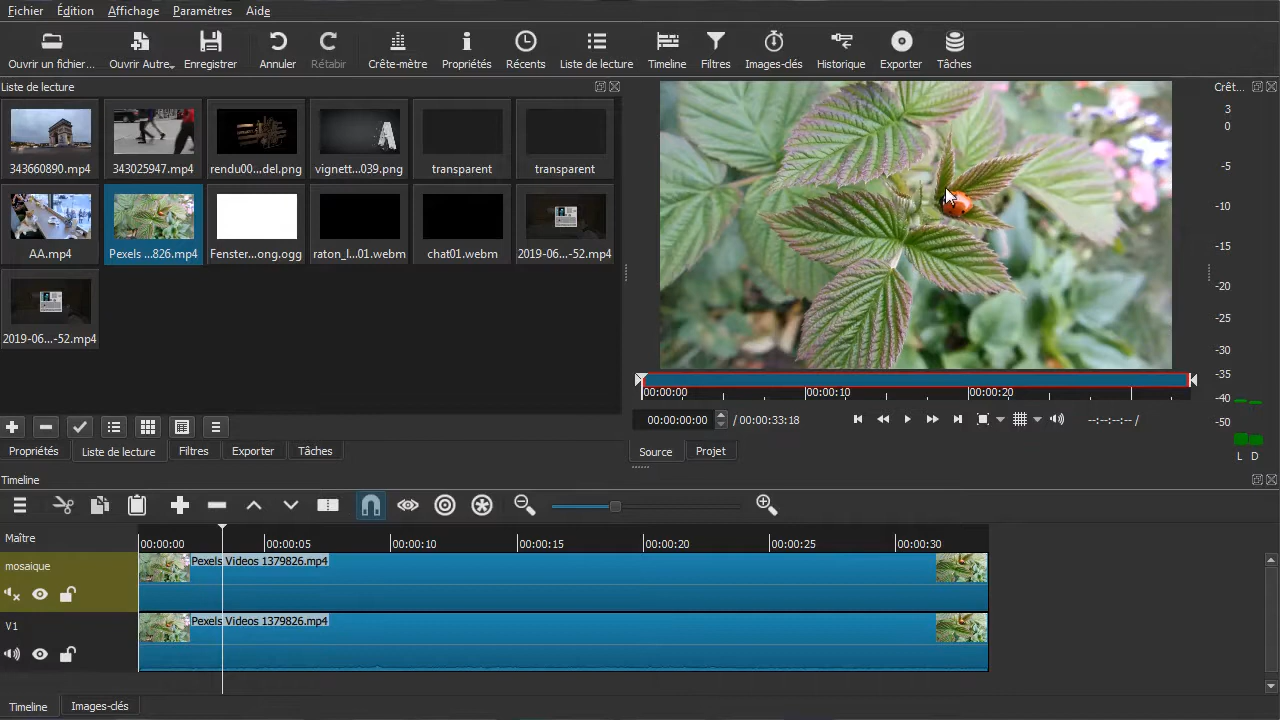 Fichier Édition Affichage Paramètres Aide
Ouvrir un fichier... Ouvrir Autre... Enregistrer Annuler Rétabir Crête-mètre Propriétés Récents Liste de lecture Timeline Filtres Images-clés Historique Exporter Tâches
Liste de lecture
343660890.mp4 343025947.mp4 rendu00...del.png vignett...039.png transparent transparent
AA.mp4 Pexels ...826.mp4 Fenster...ong.ogg raton_l...01.webm chat01.webm 2019-06...-52.mp4
2019-06...-52.mp4
Propriétés Liste de lecture Filtres Exporter Tâches
00:00:00 00:00:10 00:00:20
00:00:00:00 / 00:00:33:18 --:--:--:-- /
Source Projet
Crêt...
3
0
-5
-10
-15
-20
-25
-30
-35
-40
-50
L D
Timeline
Maître
00:00:00 00:00:05 00:00:10 00:00:15 00:00:20 00:00:25 00:00:30
mosaique
Pexels Videos 1379826.mp4
V1
Pexels Videos 1379826.mp4
Timeline Images-clés